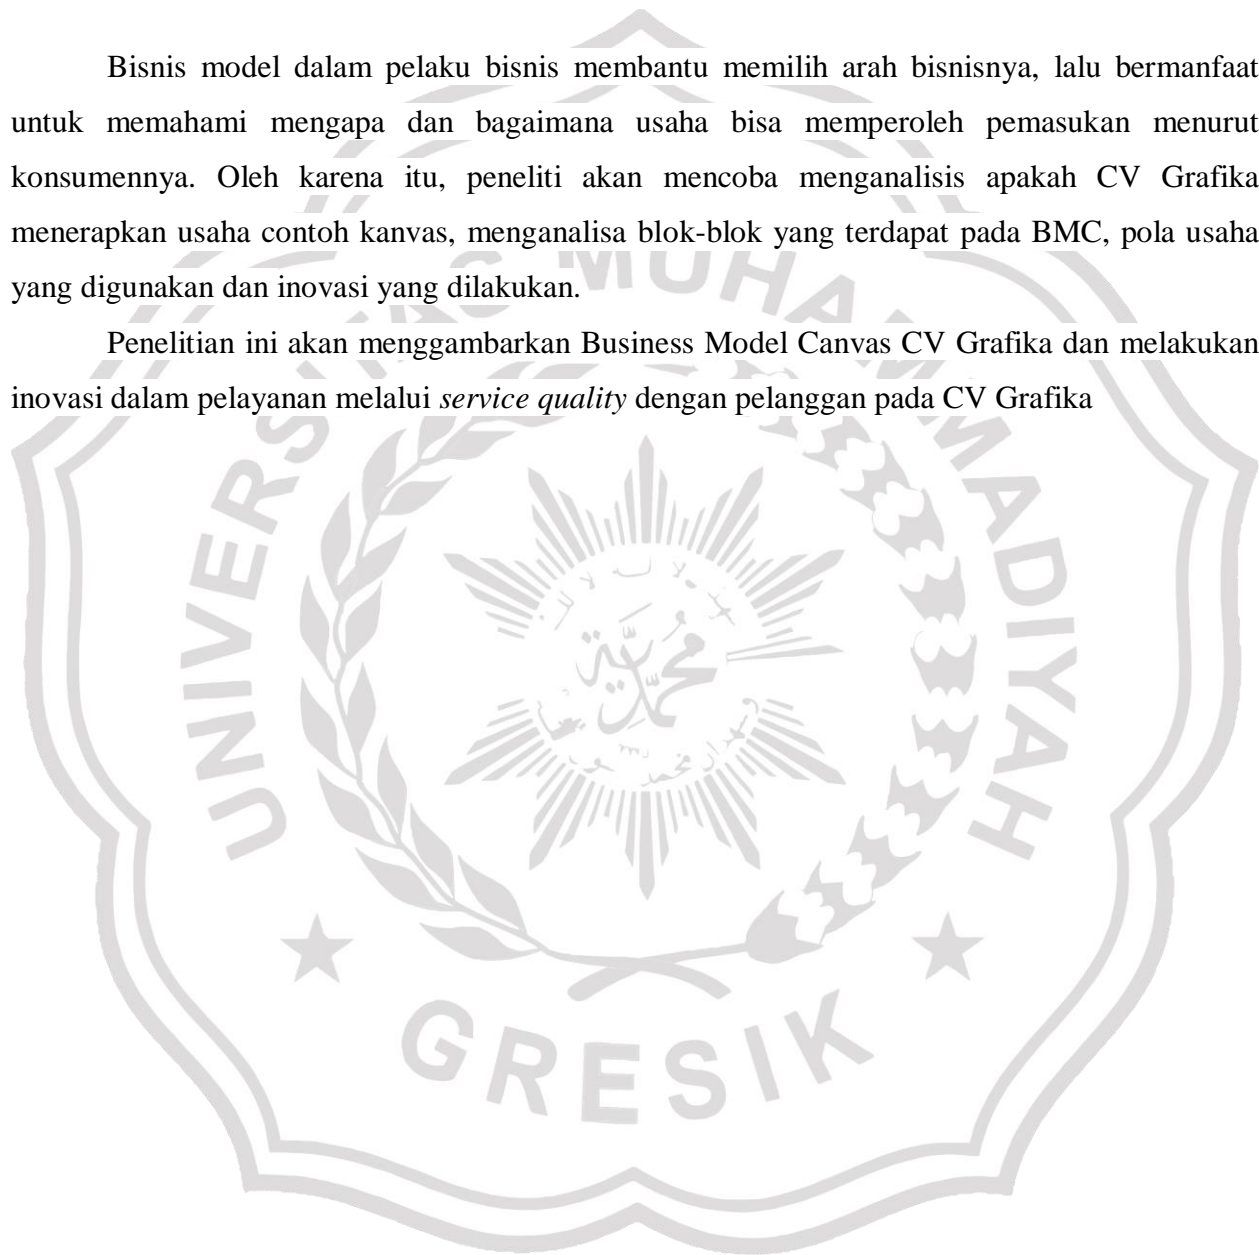 Bisnis model dalam pelaku bisnis membantu memilih arah bisnisnya, lalu bermanfaat
untuk memahami mengapa dan bagaimana usaha bisa memperoleh pemasukan menurut
konsumennya. Oleh karena itu, peneliti akan mencoba menganalisis apakah CV Grafika
menerapkan usaha contoh kanvas, menganalisa blok-blok yang terdapat pada BMC, pola usaha
yang digunakan dan inovasi yang dilakukan.
Penelitian ini akan menggambarkan Business Model Canvas CV Grafika dan melakukan
inovasi dalam pelayanan melalui service quality dengan pelanggan pada CV Grafika
GRESIK